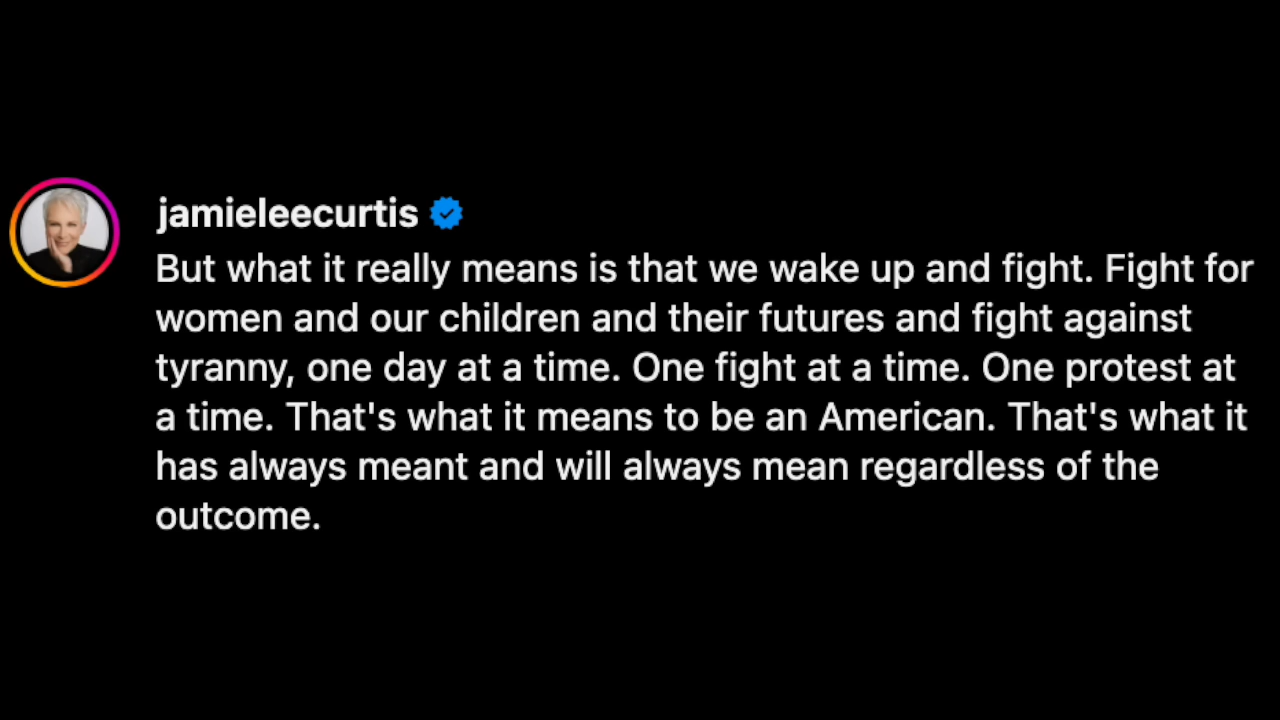 jamieleecurtis
But what it really means is that we wake up and fight. Fight for
women and our children and their futures and fight against
tyranny, one day at a time. One fight at a time. One protest at
a time. That's what it means to be an American. That's what it
has always meant and will always mean regardless of the
outcome.